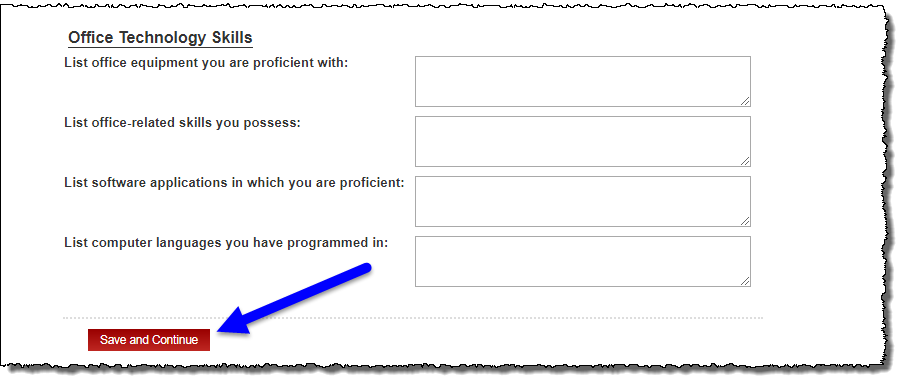 Office Technology Skills
List office equipment you are proficient with:
List office-related skills you possess:
List software applications in which you are proficient:
List computer languages you have programmed in:
Save and Continue